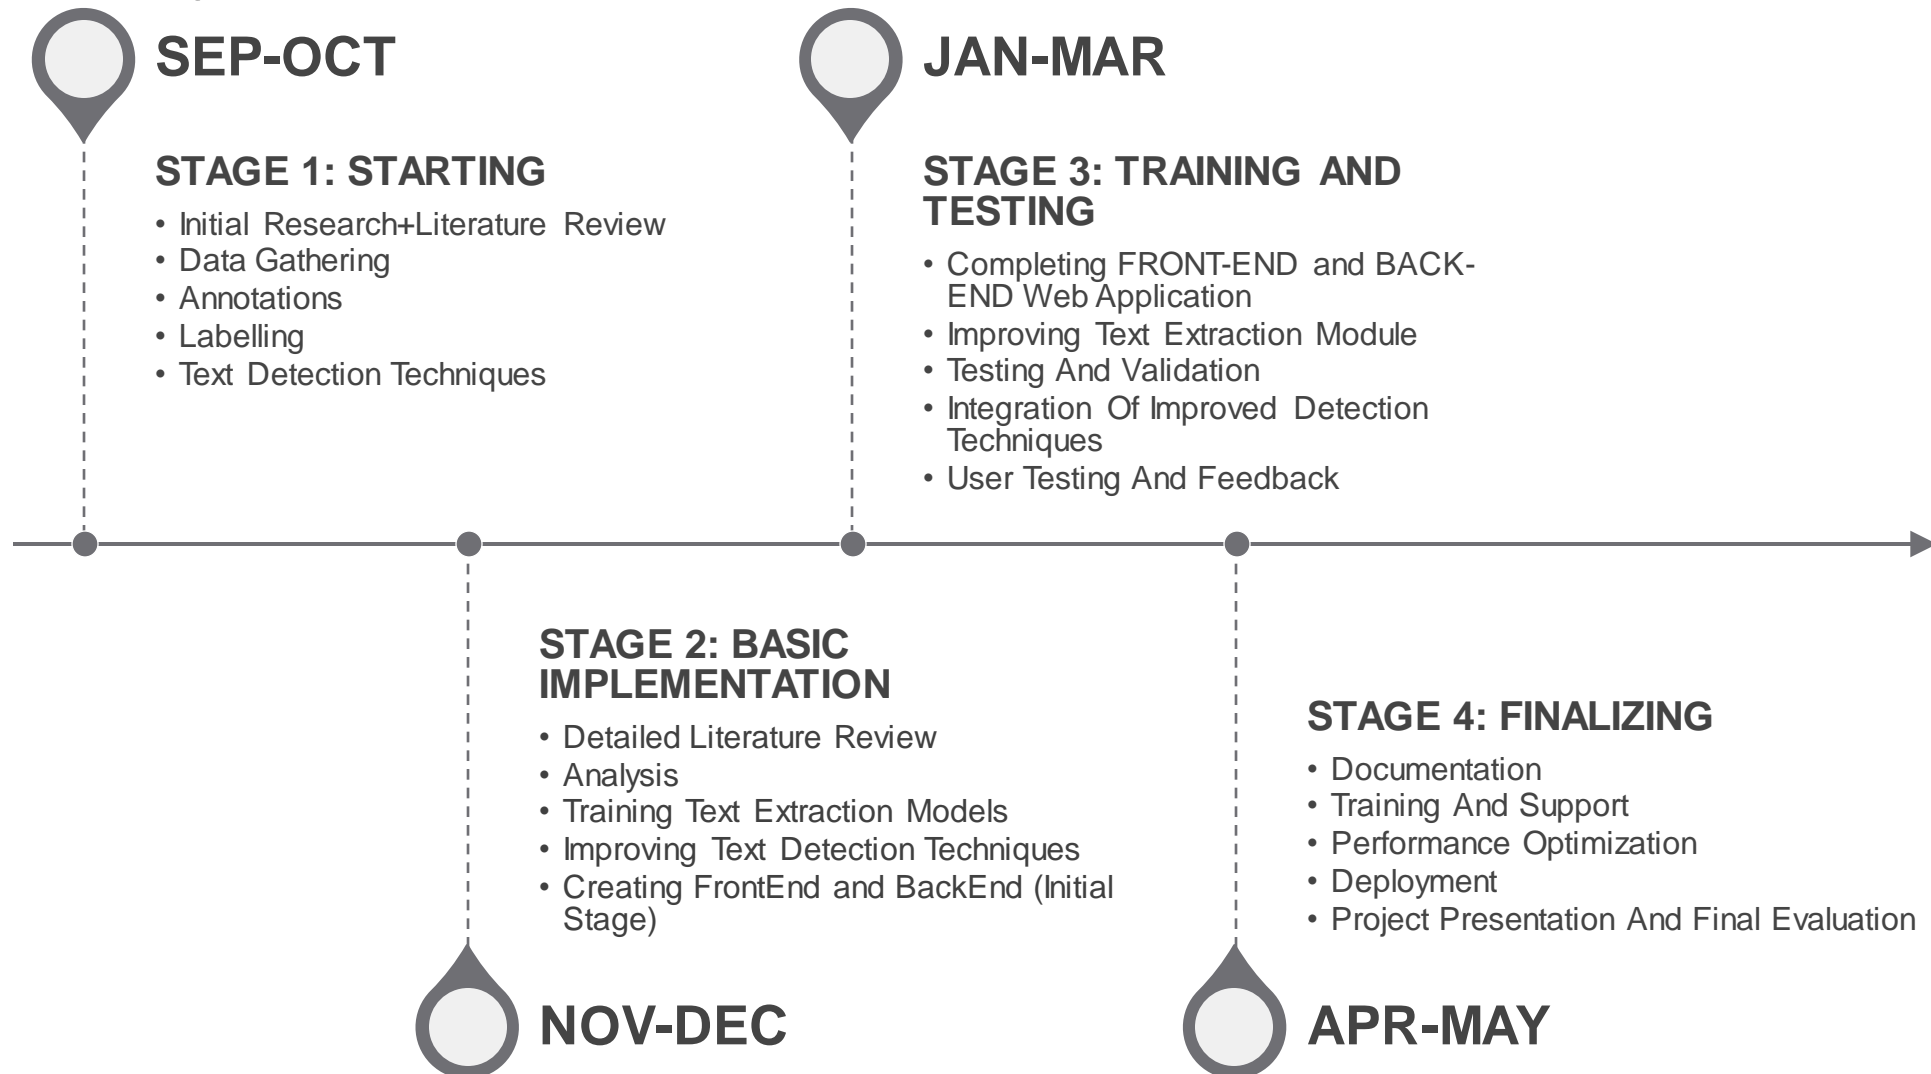 SEP-OCT
STAGE 1: STARTING
• Initial Research+Literature Review
• Data Gathering
• Annotations
• Labelling
• Text Detection Techniques
JAN-MAR
STAGE 3: TRAINING AND
TESTING
• Completing FRONT-END and BACK-
END Web Application
• Improving Text Extraction Module
• Testing And Validation
• Integration Of Improved Detection
Techniques
• User Testing And Feedback
STAGE 2: BASIC
IMPLEMENTATION
• Detailed Literature Review
• Analysis
• Training Text Extraction Models
• Improving Text Detection Techniques
• Creating FrontEnd and BackEnd (Initial
Stage)
NOV-DEC
STAGE 4: FINALIZING
• Documentation
• Training And Support
• Performance Optimization
• Deployment
• Project Presentation And Final Evaluation
APR-MAY